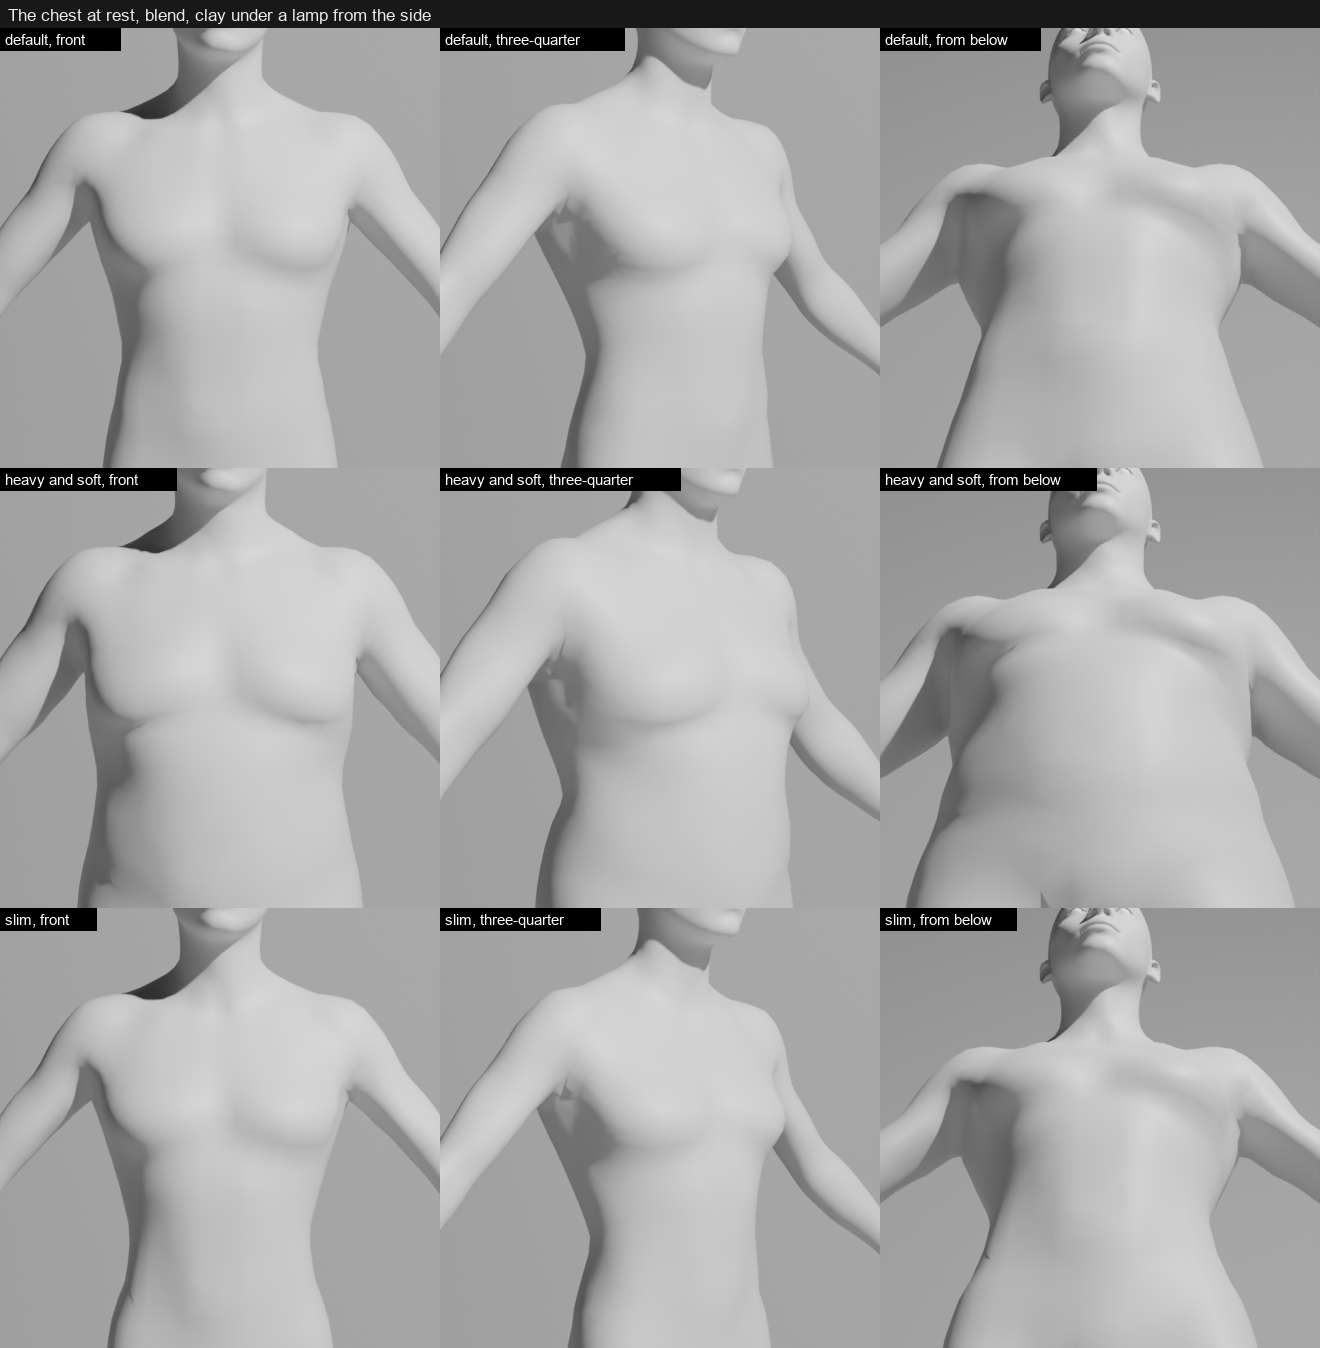 The chest at rest, blend, clay under a lamp from the side
default, front
default, three-quarter
default, from below
heavy and soft, front
heavy and soft, three-quarter
heavy and soft, from below
slim, front
slim, three-quarter
slim, from below